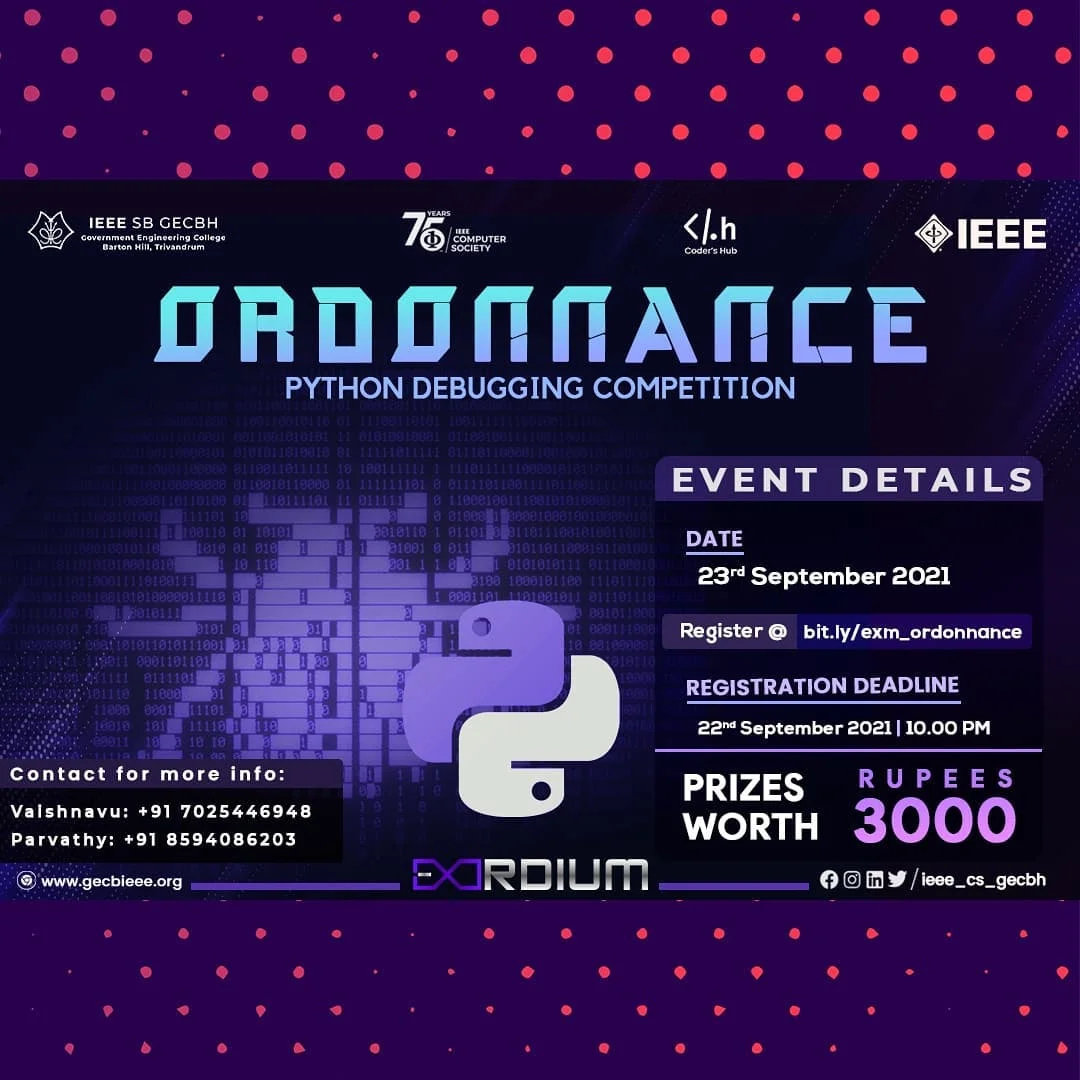 IEEE SB GECBH
Government Engineering College
Barton Hill, Trivandrum
75 YEARS
IEEE
COMPUTER
SOCIETY
</.h
Coder's Hub
IEEE
ORDONNANCE
PYTHON DEBUGGING COMPETITION
EVENT DETAILS
DATE
23rd September 2021
Register @ bit.ly/exm_ordonnance
REGISTRATION DEADLINE
22nd September 2021 | 10.00 PM
PRIZES
WORTH
RUPEES
3000
Contact for more info:
Vaishnavu: +91 7025446948
Parvathy: +91 8594086203
www.gecbieee.org
EXORDIUM
/ieee_cs_gecbh